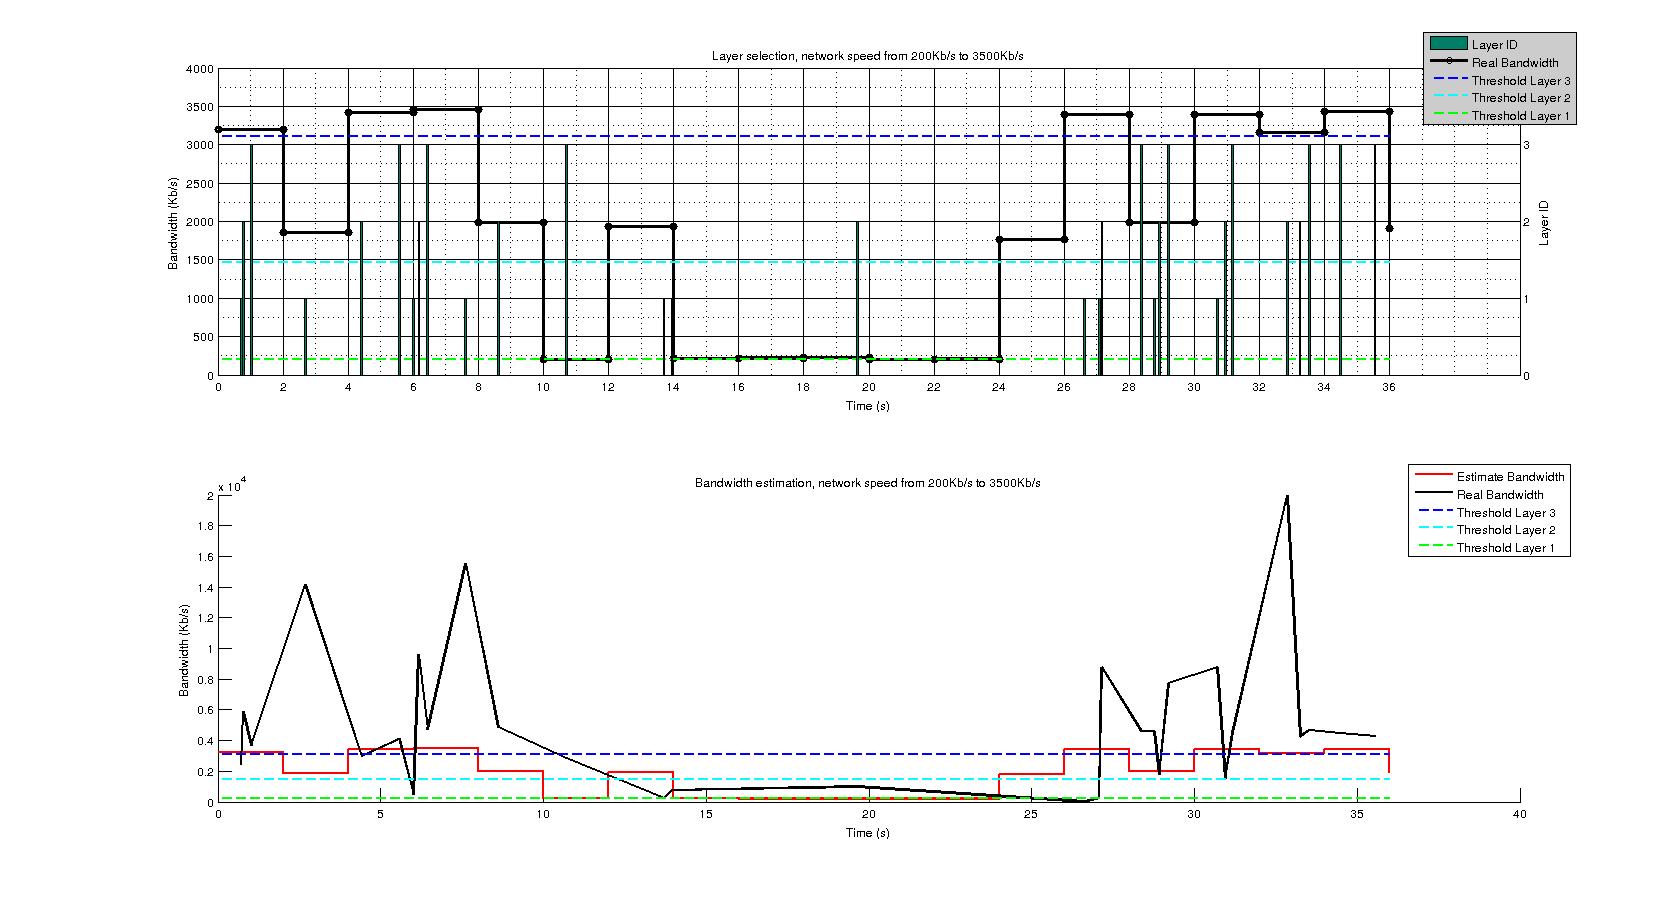 Layer selection, network speed from 200Kb/s to 3500Kb/s
Layer ID
Real Bandwidth
Threshold Layer 3
Threshold Layer 2
Threshold Layer 1
4000
3500
3000
2500
2000
1500
1000
500
0
Bandwidth (Kb/s)
3
2
1
0
Layer ID
0 2 4 6 8 10 12 14 16 18 20 22 24 26 28 30 32 34 36
Time (s)
Bandwidth estimation, network speed from 200Kb/s to 3500Kb/s
Estimate Bandwidth
Real Bandwidth
Threshold Layer 3
Threshold Layer 2
Threshold Layer 1
x 10^4
2
1.8
1.6
1.4
1.2
1
0.8
0.6
0.4
0.2
0
Bandwidth (Kb/s)
0 5 10 15 20 25 30 35 40
Time (s)